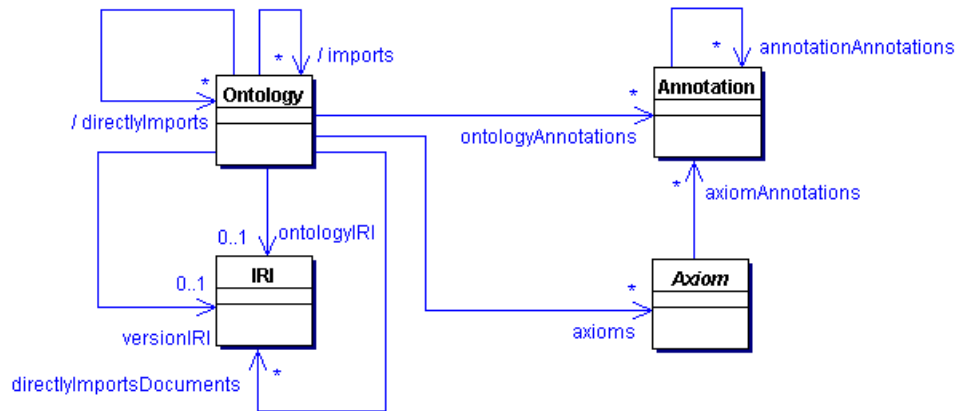 * / imports
* annotationAnnotations
* Ontology
* Annotation
/ directlyImports
ontologyAnnotations
* axiomAnnotations
0..1 ontologyIRI
IRI
Axiom
0..1
*
versionIRI
axioms
directlyImportsDocuments *